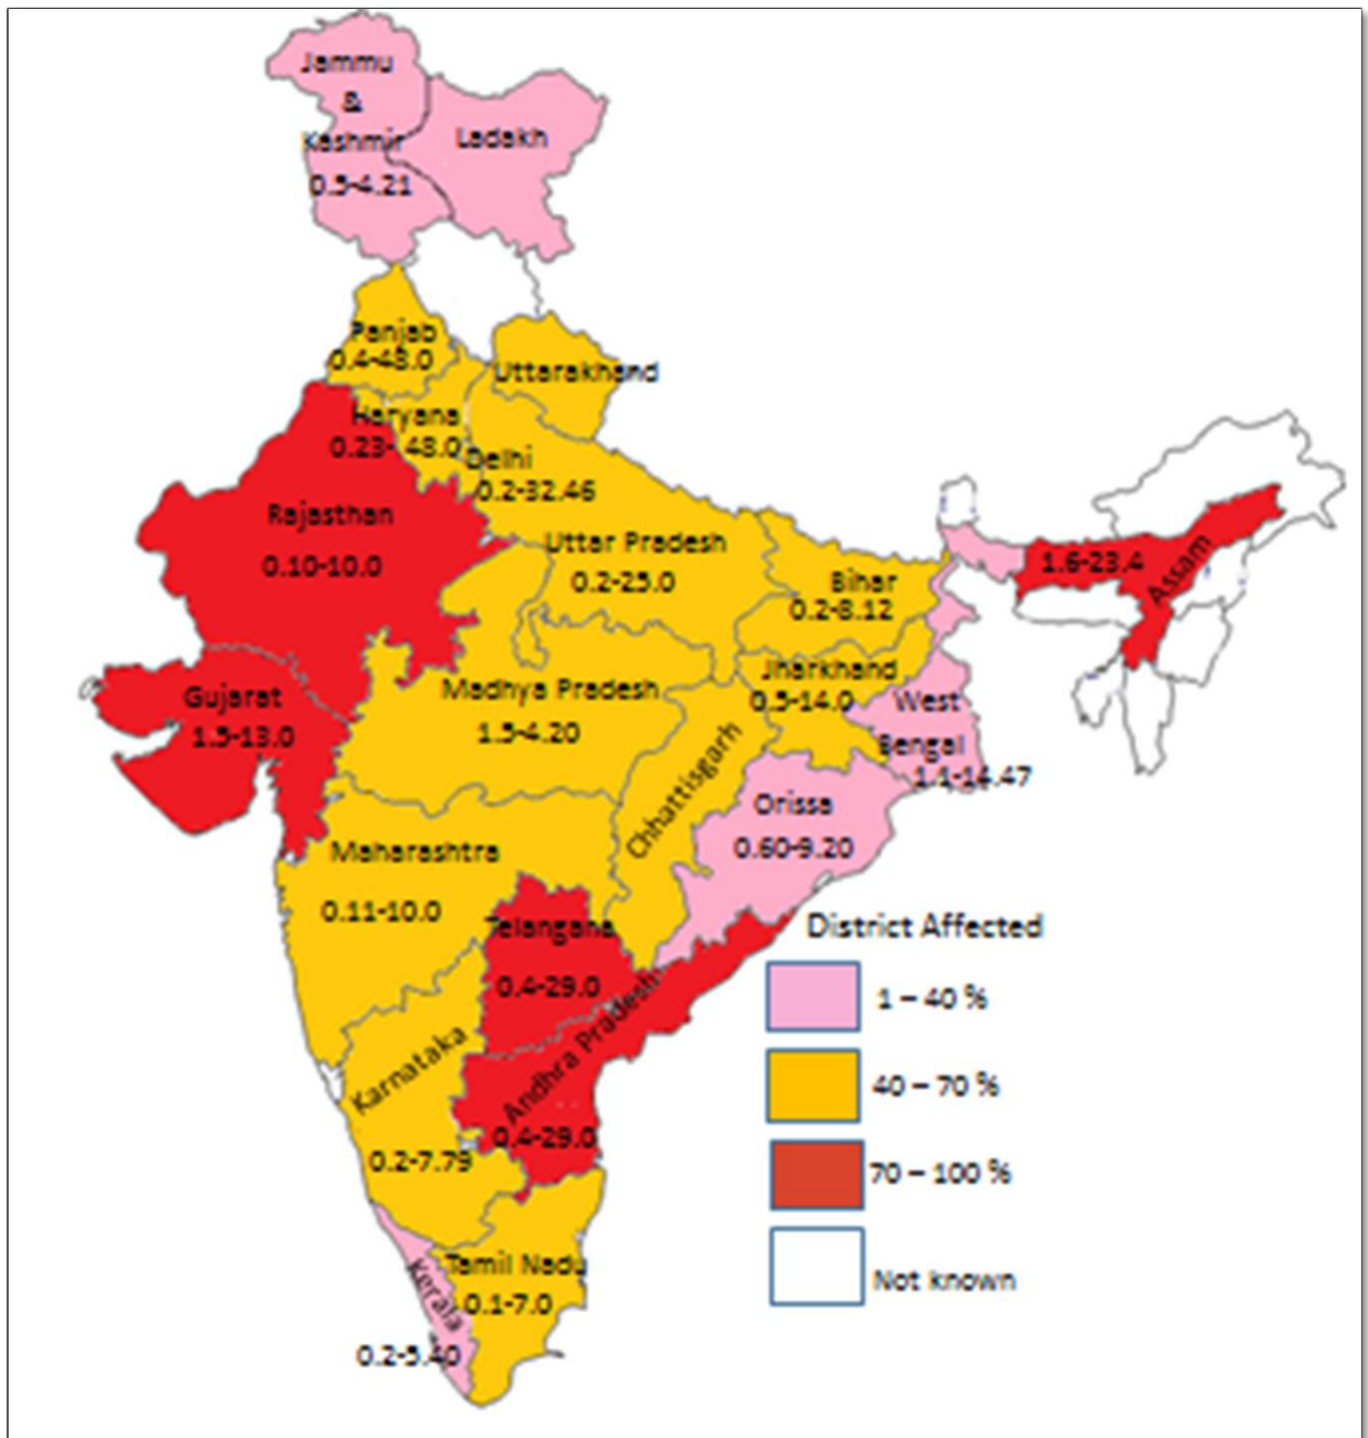 Jammu
&
Kashmir
0.5-4.21
Ladakh
Panjab
0.4-48.0
Uttarakhand
Haryana
0.23- 48.0
Delhi
0.2-32.46
Rajasthan
0.10-10.0
Uttar Pradesh
0.2-25.0
Bihar
0.2-8.12
1.6-23.4
Assam
Gujarat
1.5-13.0
Madhya Pradesh
1.5-4.20
Jharkhand
0.5-14.0
West
Bengal
1.1-14.47
Chhattisgarh
Orissa
0.60-9.20
Maharashtra
0.11-10.0
Telangana
0.4-29.0
Andhra Pradesh
0.4-29.0
Karnataka
0.2-7.79
Tamil Nadu
0.1-7.0
Kerala
0.2-5.40
District Affected
1 – 40 %
40 – 70 %
70 – 100 %
Not known